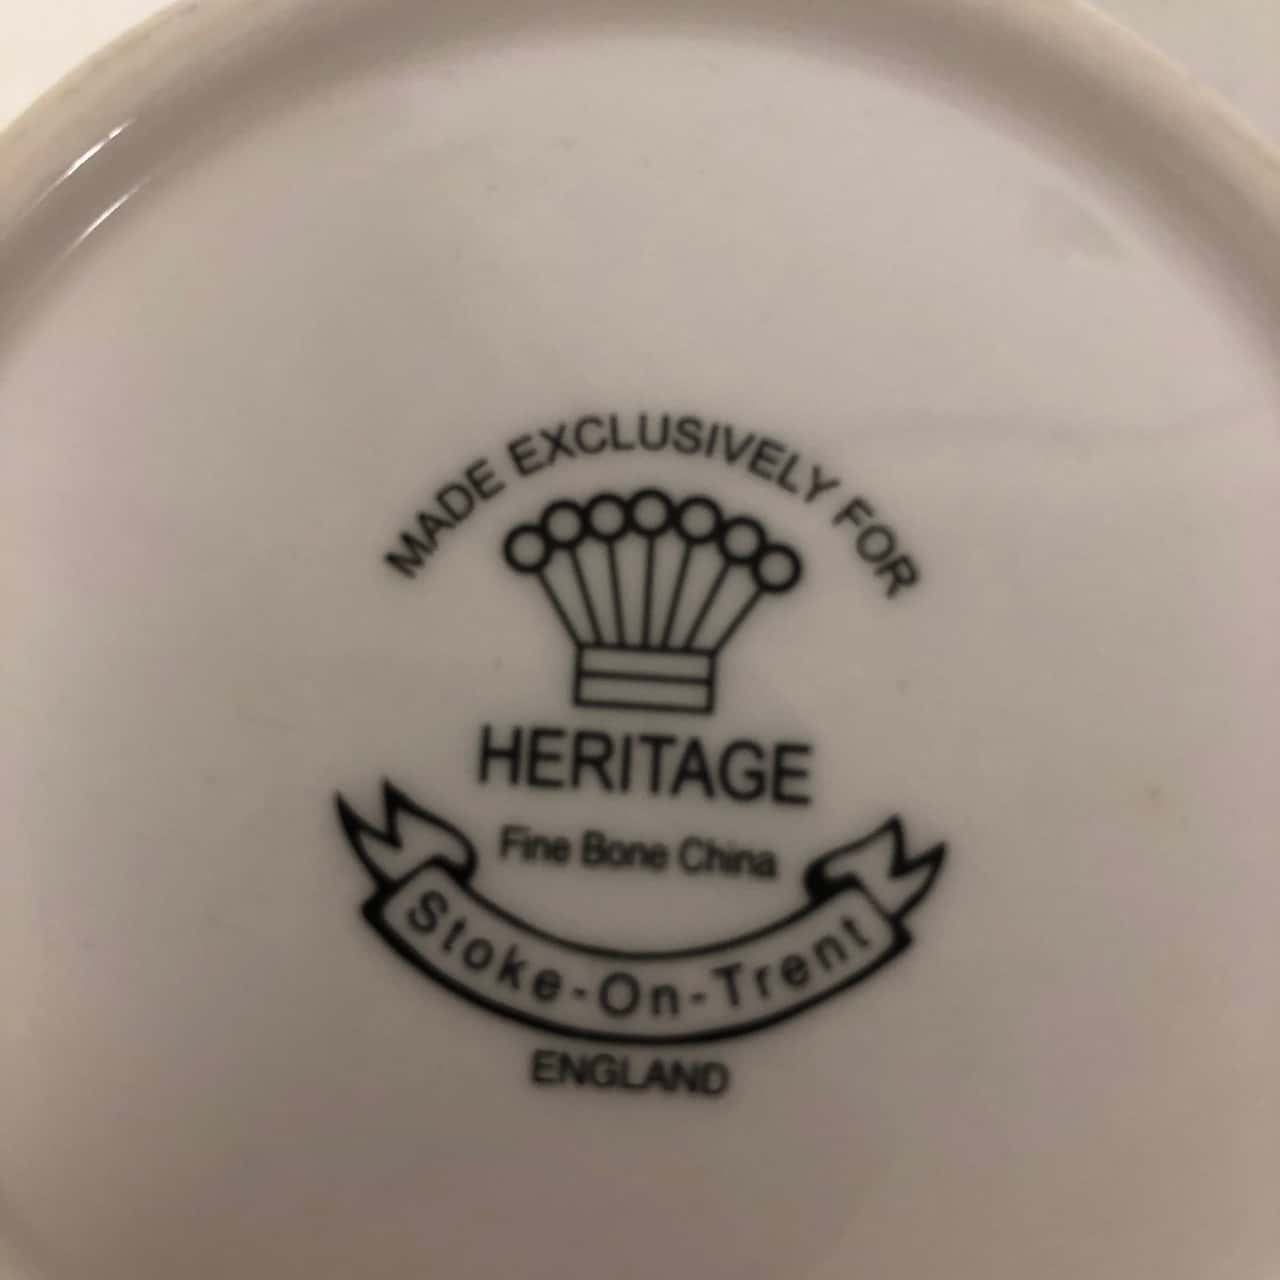 MADE EXCLUSIVELY FOR
HERITAGE
Fine Bone China
Stoke-On-Trent
ENGLAND